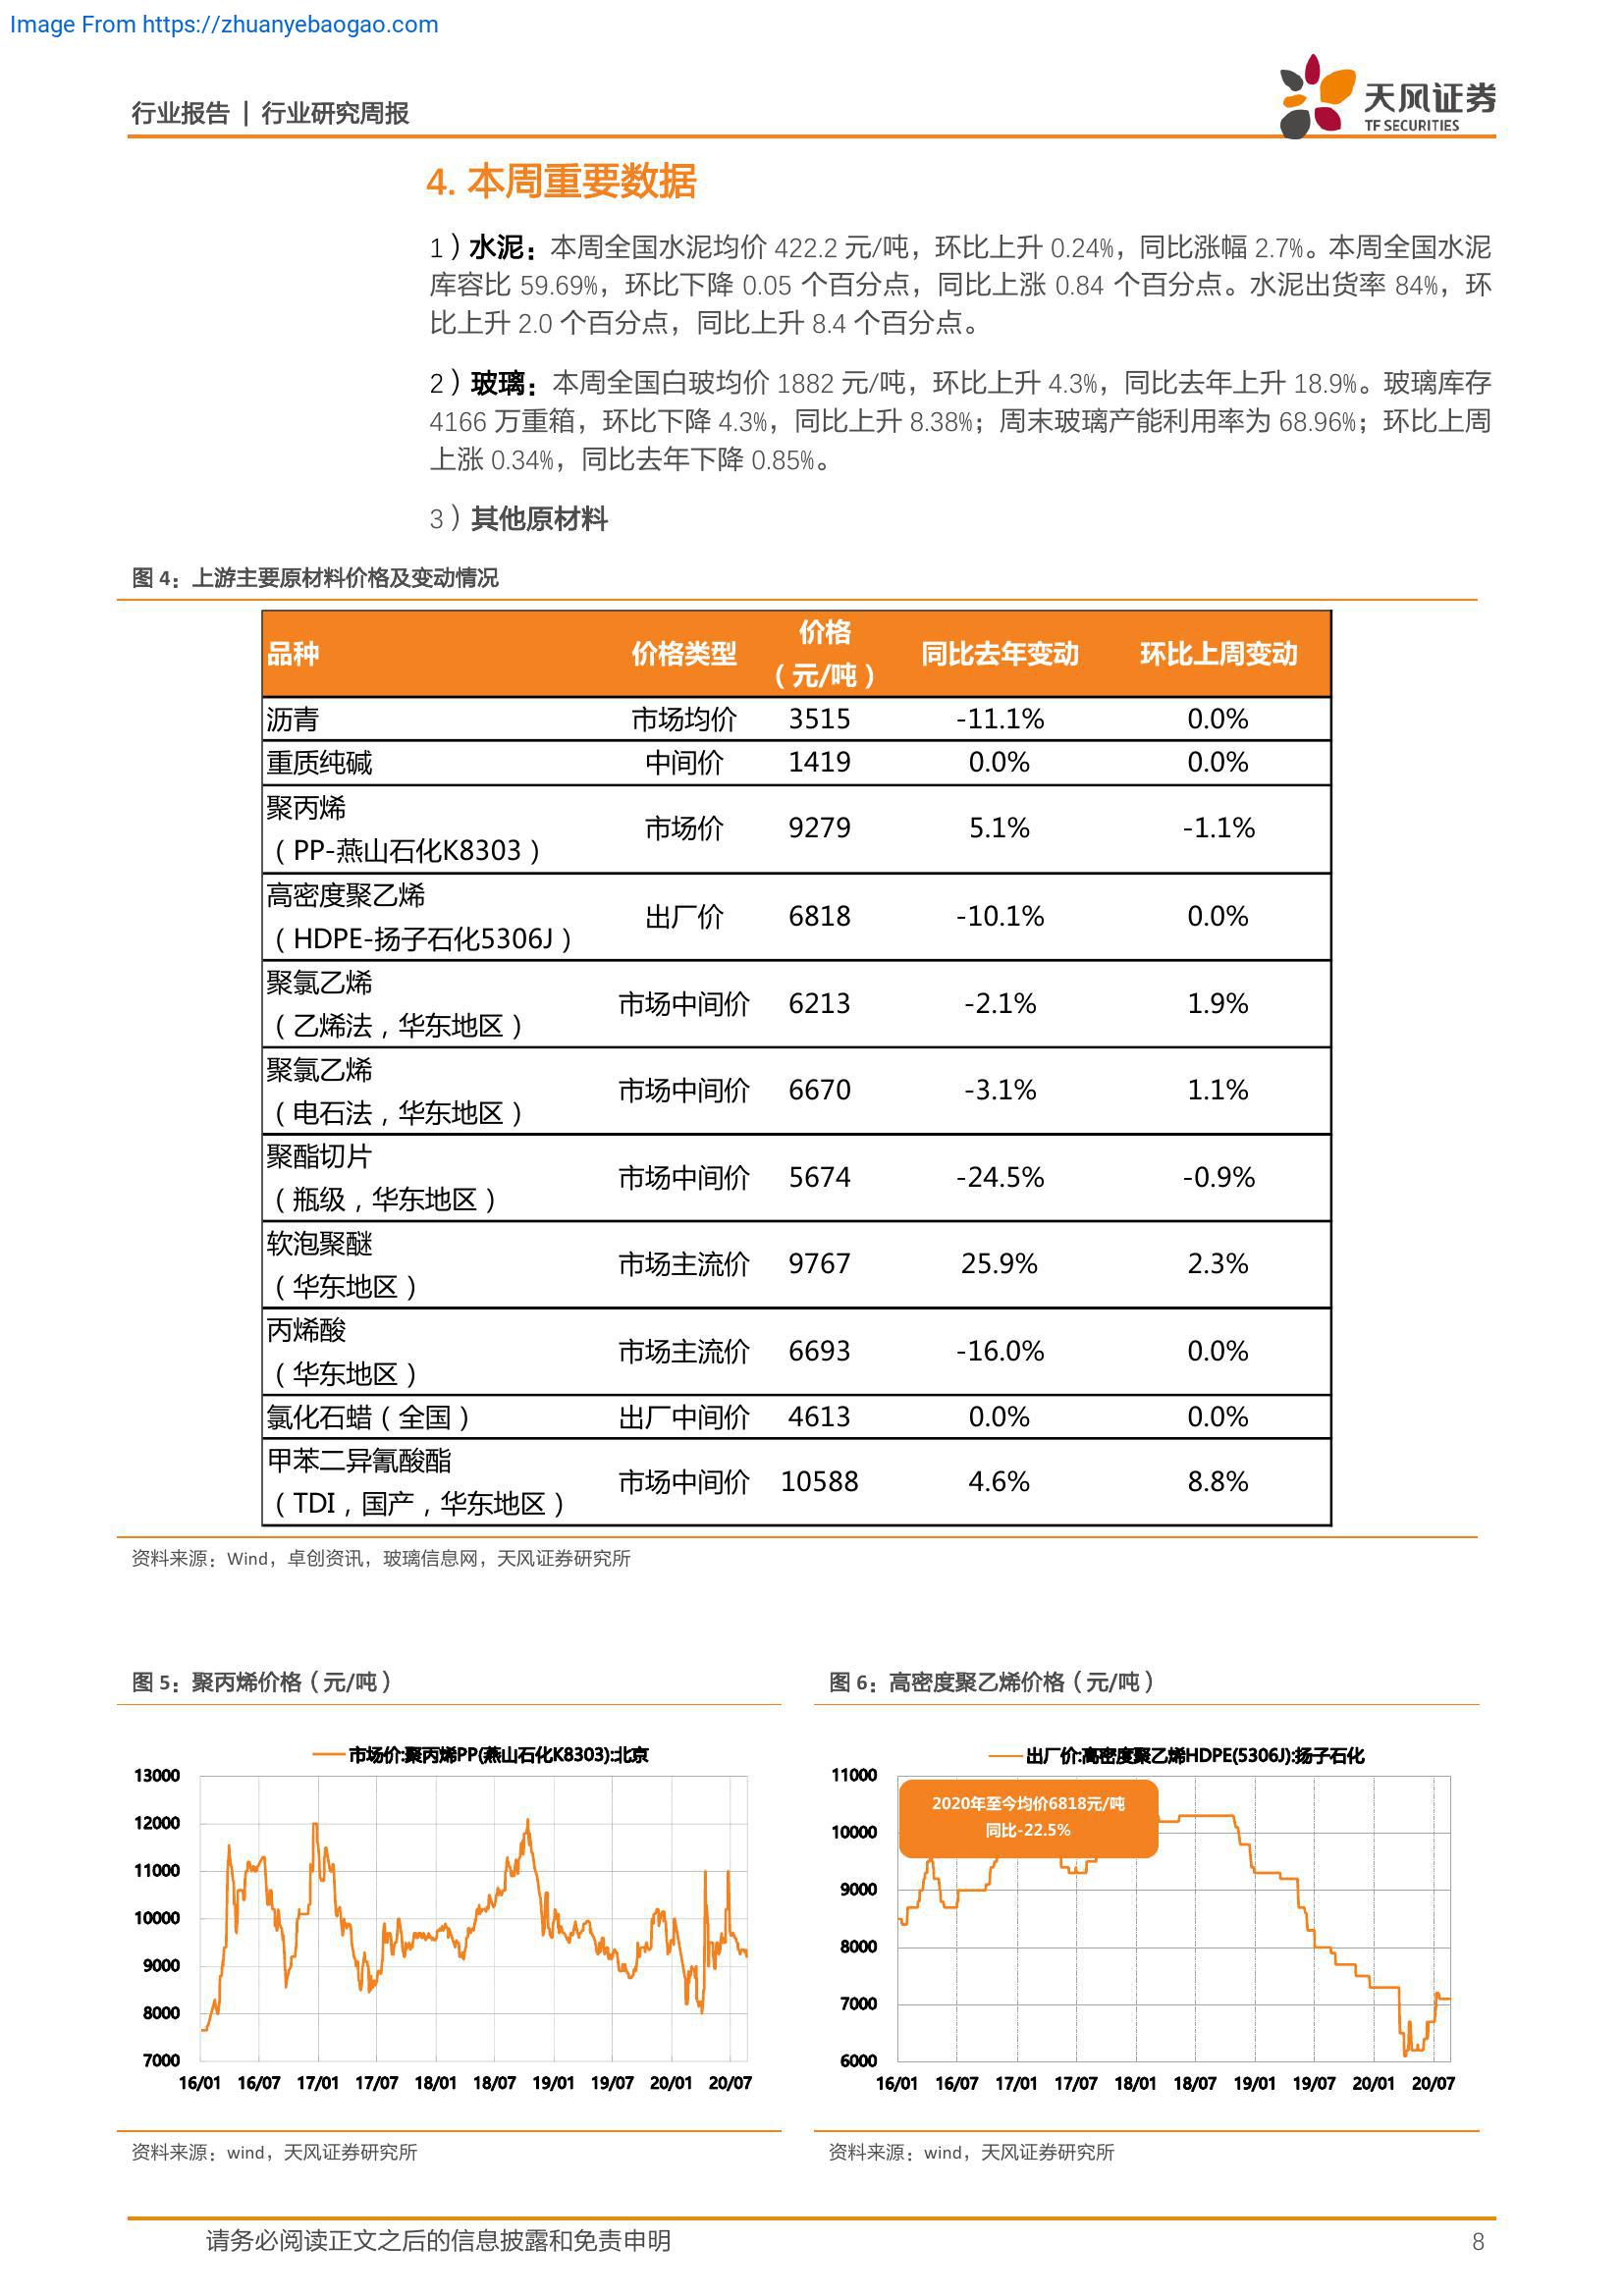 Image From https://zhuanyebaogao.com
行业报告 | 行业研究周报
天风证券
TF SECURITIES
4. 本周重要数据
1）水泥：本周全国水泥均价 422.2 元/吨，环比上升 0.24%，同比涨幅 2.7%。本周全国水泥
库容比 59.69%，环比下降 0.05 个百分点，同比上涨 0.84 个百分点。水泥出货率 84%，环
比上升 2.0 个百分点，同比上升 8.4 个百分点。
2）玻璃：本周全国白玻均价 1882 元/吨，环比上升 4.3%，同比去年上升 18.9%。玻璃库存
4166 万重箱，环比下降 4.3%，同比上升 8.38%；周末玻璃产能利用率为 68.96%；环比上周
上涨 0.34%，同比去年下降 0.85%。
3）其他原材料
图 4：上游主要原材料价格及变动情况
品种 价格类型 价格（元/吨） 同比去年变动 环比上周变动
沥青 市场均价 3515 -11.1% 0.0%
重质纯碱 中间价 1419 0.0% 0.0%
聚丙烯
（PP-燕山石化K8303） 市场价 9279 5.1% -1.1%
高密度聚乙烯
（HDPE-扬子石化5306J） 出厂价 6818 -10.1% 0.0%
聚氯乙烯
（乙烯法，华东地区） 市场中间价 6213 -2.1% 1.9%
聚氯乙烯
（电石法，华东地区） 市场中间价 6670 -3.1% 1.1%
聚酯切片
（瓶级，华东地区） 市场中间价 5674 -24.5% -0.9%
软泡聚醚
（华东地区） 市场主流价 9767 25.9% 2.3%
丙烯酸
（华东地区） 市场主流价 6693 -16.0% 0.0%
氯化石蜡（全国） 出厂中间价 4613 0.0% 0.0%
甲苯二异氰酸酯
（TDI，国产，华东地区） 市场中间价 10588 4.6% 8.8%
资料来源：Wind，卓创资讯，玻璃信息网，天风证券研究所
图 5：聚丙烯价格（元/吨）
市场价:聚丙烯PP(燕山石化K8303):北京
13000
12000
11000
10000
9000
8000
7000
16/01 16/07 17/01 17/07 18/01 18/07 19/01 19/07 20/01 20/07
资料来源：wind，天风证券研究所
图 6：高密度聚乙烯价格（元/吨）
出厂价:高密度聚乙烯HDPE(5306J):扬子石化
2020年至今均价6818元/吨
同比-22.5%
11000
10000
9000
8000
7000
6000
16/01 16/07 17/01 17/07 18/01 18/07 19/01 19/07 20/01 20/07
资料来源：wind，天风证券研究所
请务必阅读正文之后的信息披露和免责申明 8